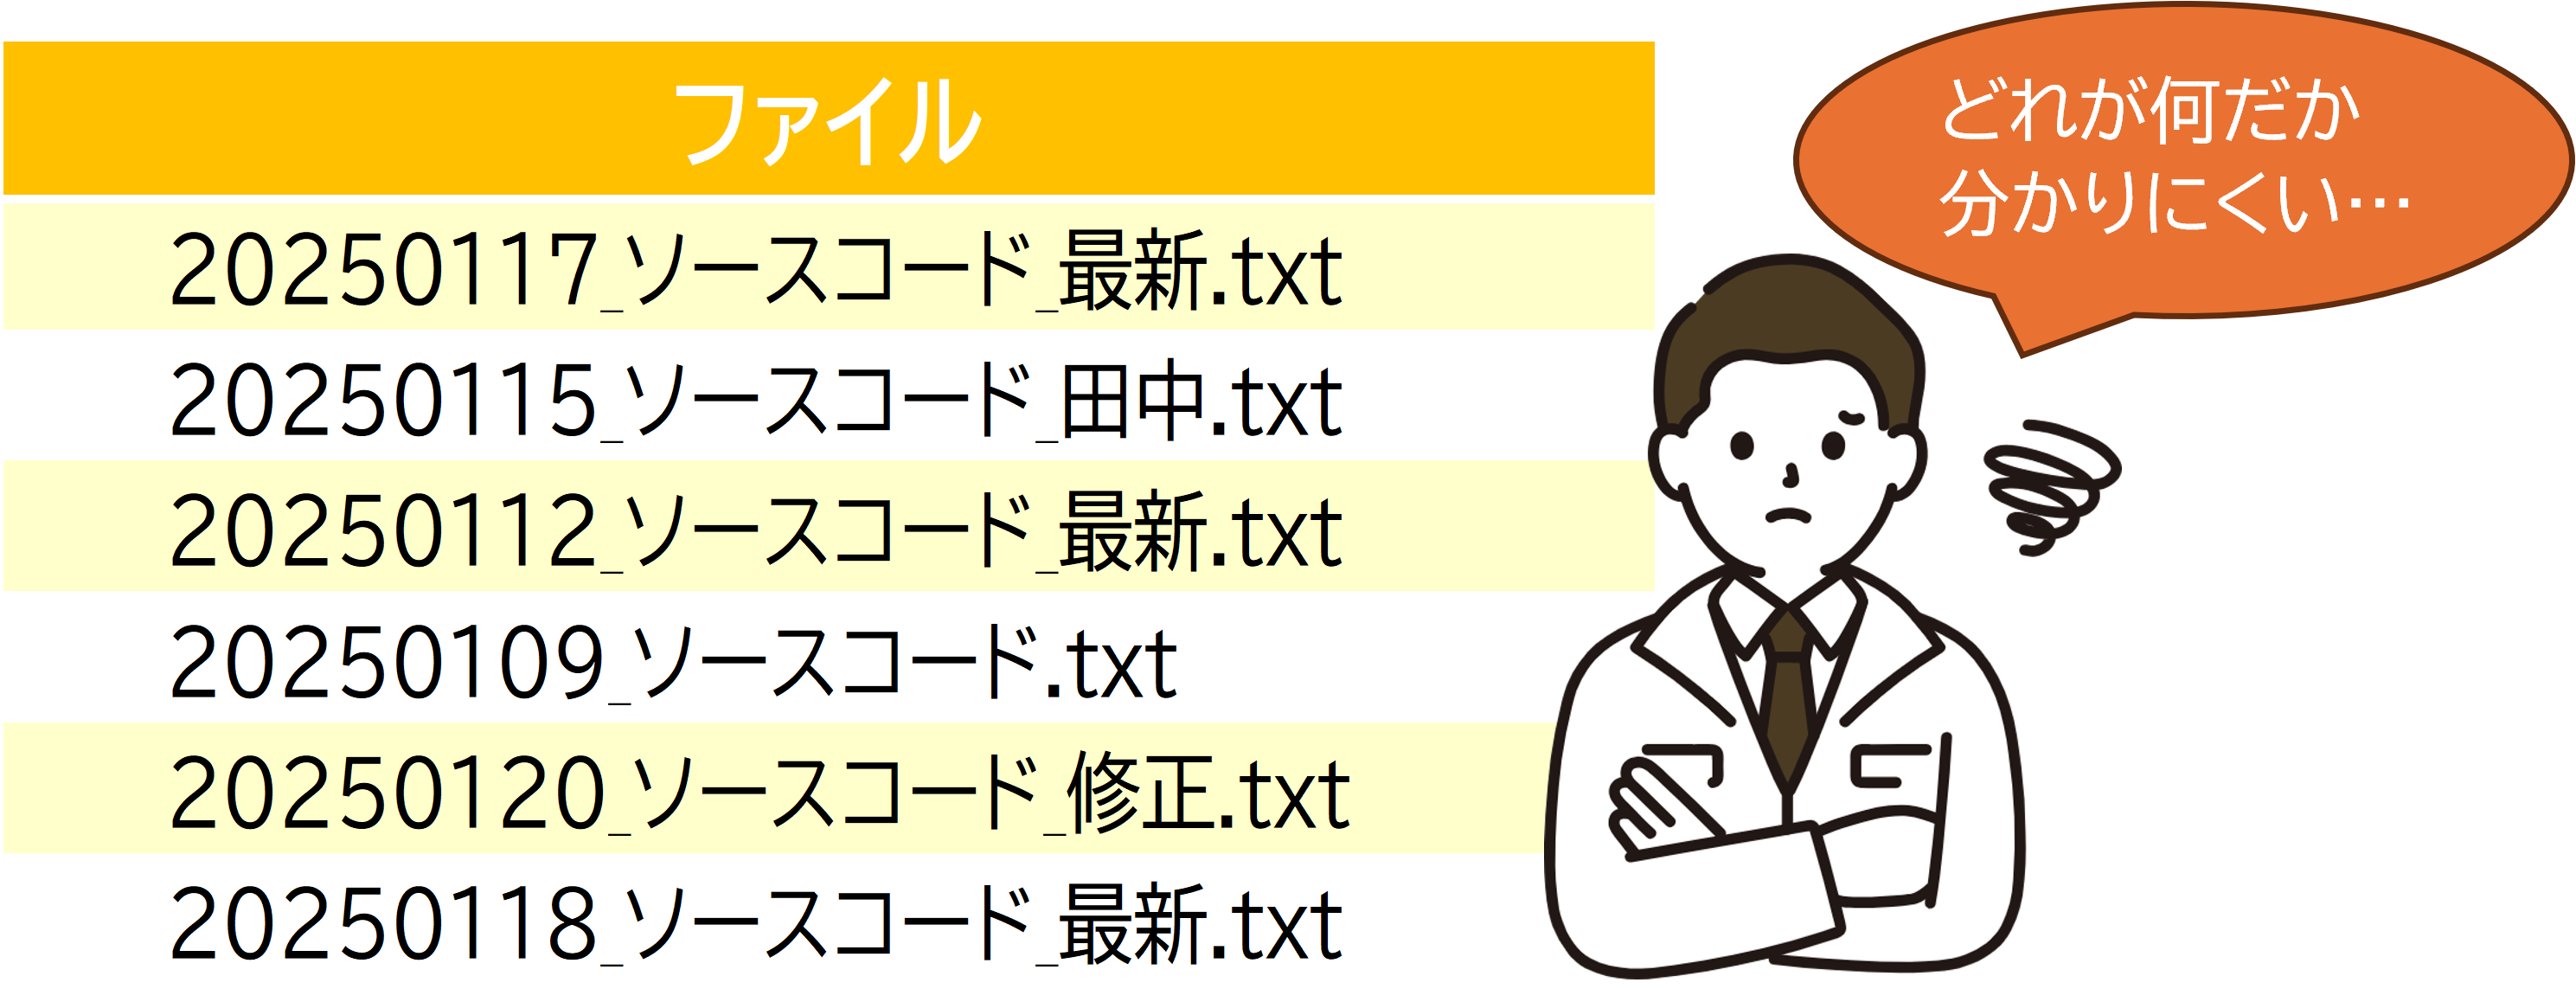 ファイル
20250117_ソースコード_最新.txt
20250115_ソースコード_田中.txt
20250112_ソースコード_最新.txt
20250109_ソースコード.txt
20250120_ソースコード_修正.txt
20250118_ソースコード_最新.txt
どれが何だか
分かりにくい…